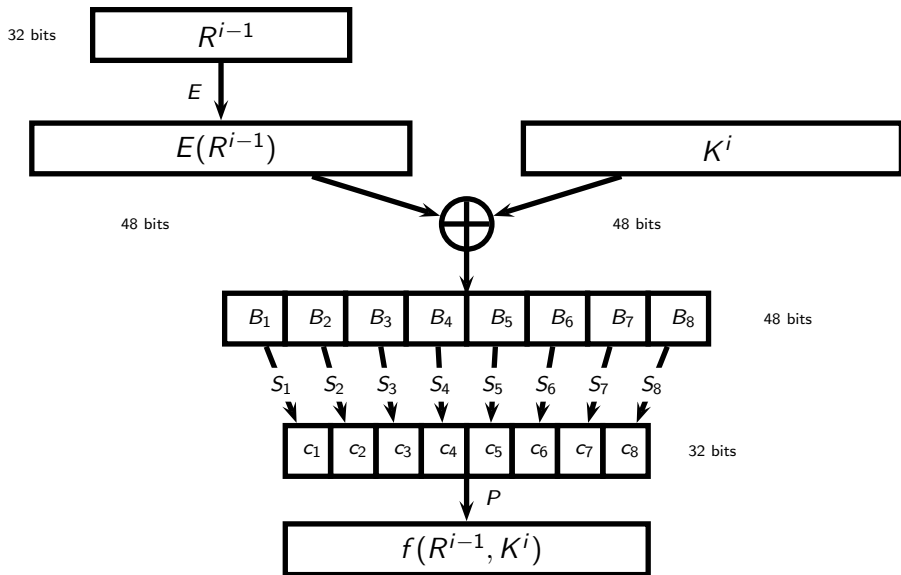 32 bits
R^{i−1}
E
E(R^{i−1})
K^i
48 bits
48 bits
B_1 B_2 B_3 B_4 B_5 B_6 B_7 B_8
48 bits
S_1 S_2 S_3 S_4 S_5 S_6 S_7 S_8
c_1 c_2 c_3 c_4 c_5 c_6 c_7 c_8
32 bits
P
f(R^{i−1}, K^i)